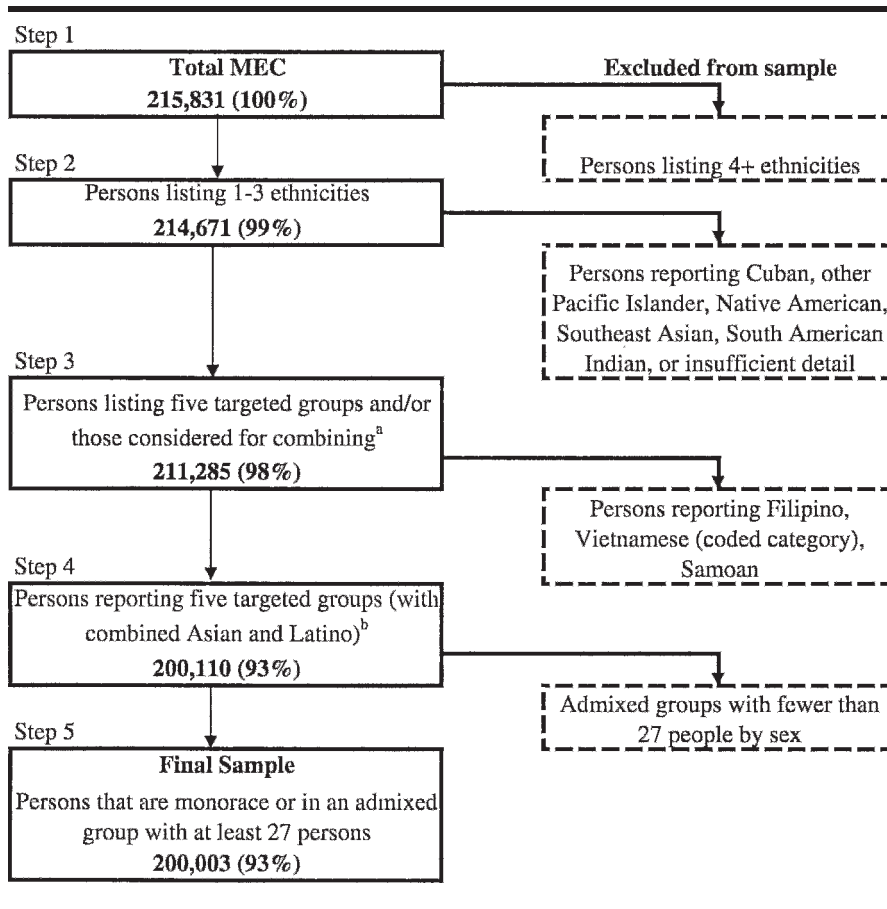 Step 1
Total MEC
215,831 (100%)
Excluded from sample
Persons listing 4+ ethnicities
Step 2
Persons listing 1-3 ethnicities
214,671 (99%)
Persons reporting Cuban, other
Pacific Islander, Native American,
Southeast Asian, South American
Indian, or insufficient detail
Step 3
Persons listing five targeted groups and/or
those considered for combiningª
211,285 (98%)
Persons reporting Filipino,
Vietnamese (coded category),
Samoan
Step 4
Persons reporting five targeted groups (with
combined Asian and Latino)ᵇ
200,110 (93%)
Admixed groups with fewer than
27 people by sex
Step 5
Final Sample
Persons that are monorace or in an admixed
group with at least 27 persons
200,003 (93%)